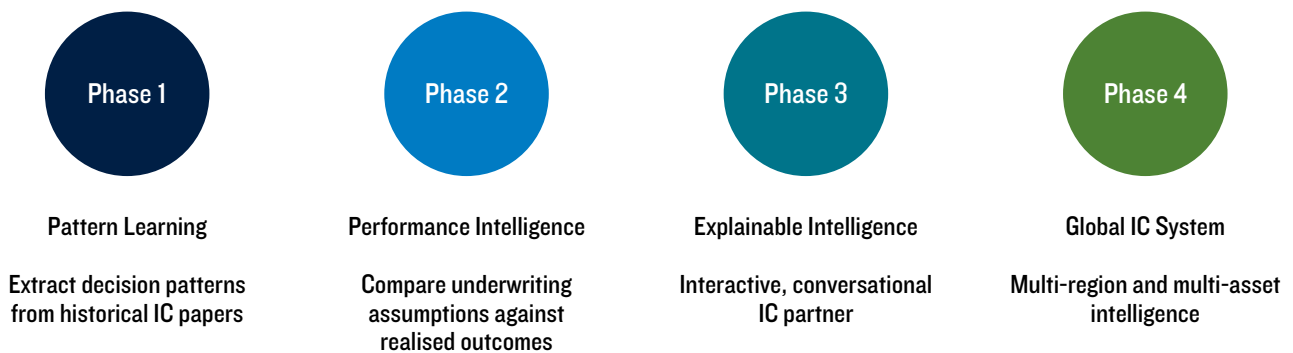 Phase 1
Phase 2
Phase 3
Phase 4
Pattern Learning
Extract decision patterns
from historical IC papers
Performance Intelligence
Compare underwriting
assumptions against
realised outcomes
Explainable Intelligence
Interactive, conversational
IC partner
Global IC System
Multi-region and multi-asset
intelligence